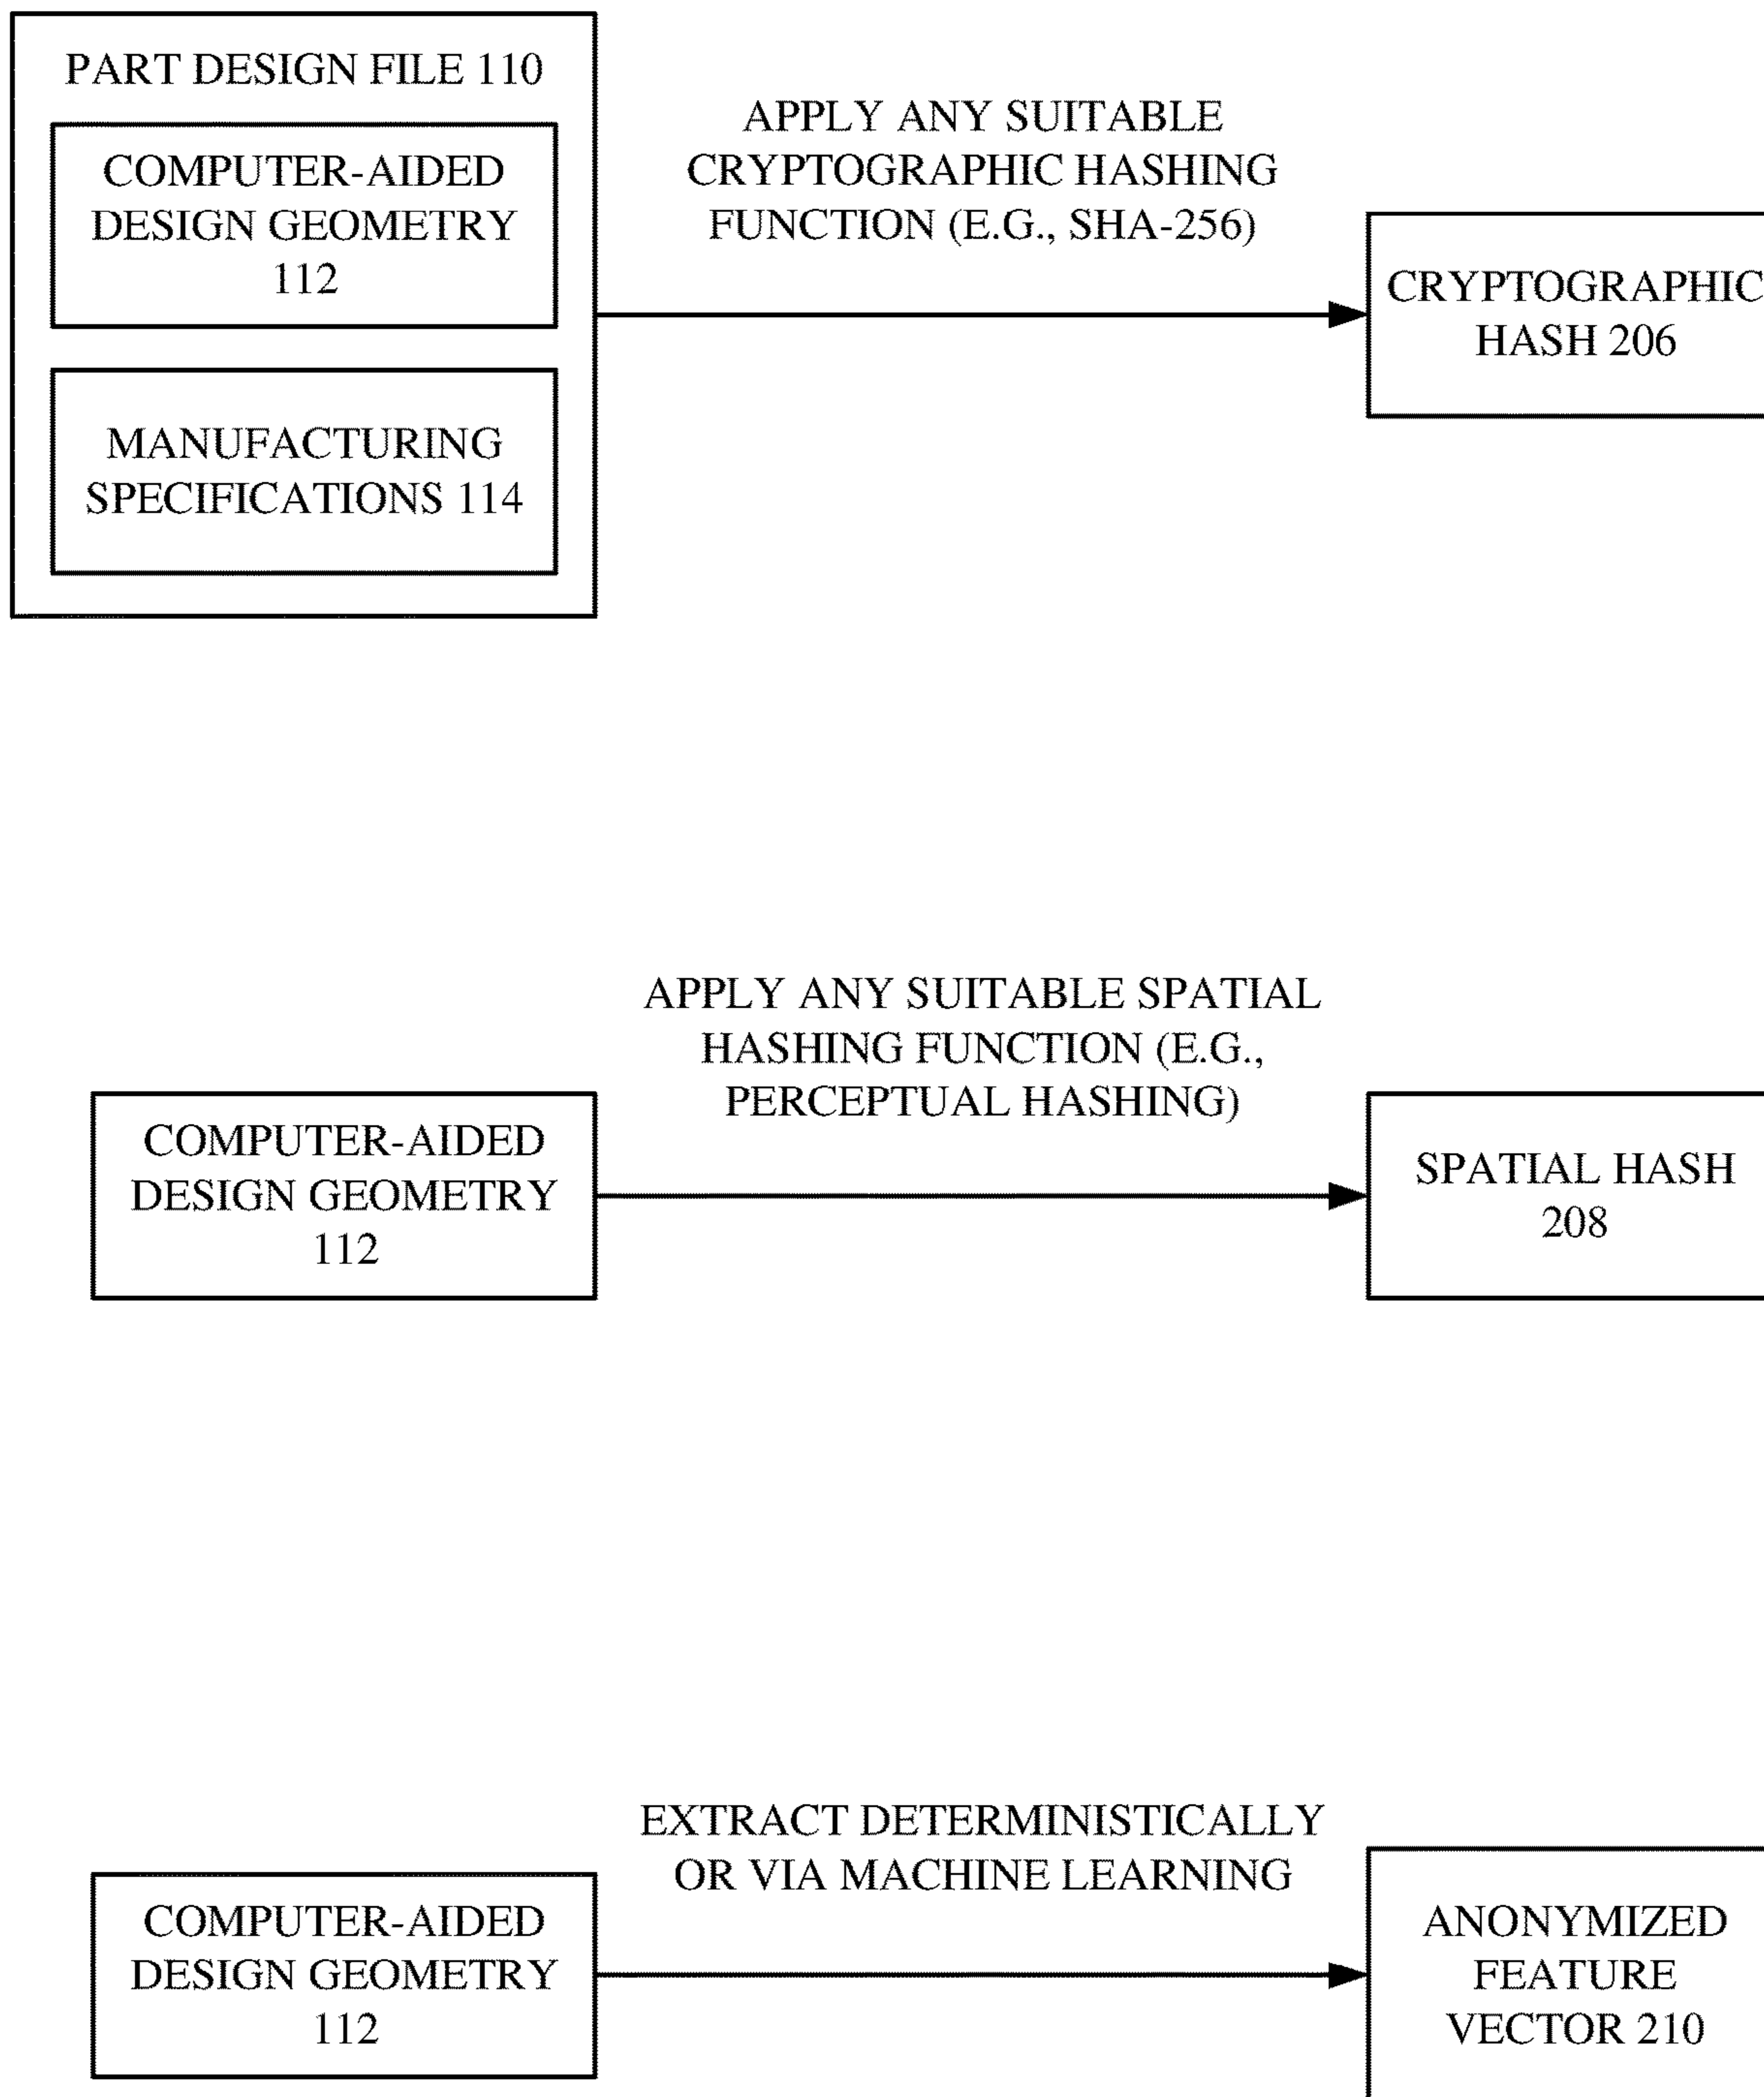 PART DESIGN FILE 110
COMPUTER-AIDED
DESIGN GEOMETRY
112
MANUFACTURING
SPECIFICATIONS 114
APPLY ANY SUITABLE
CRYPTOGRAPHIC HASHING
FUNCTION (E.G., SHA-256)
CRYPTOGRAPHIC
HASH 206
COMPUTER-AIDED
DESIGN GEOMETRY
112
APPLY ANY SUITABLE SPATIAL
HASHING FUNCTION (E.G.,
PERCEPTUAL HASHING)
SPATIAL HASH
208
COMPUTER-AIDED
DESIGN GEOMETRY
112
EXTRACT DETERMINISTICALLY
OR VIA MACHINE LEARNING
ANONYMIZED
FEATURE
VECTOR 210